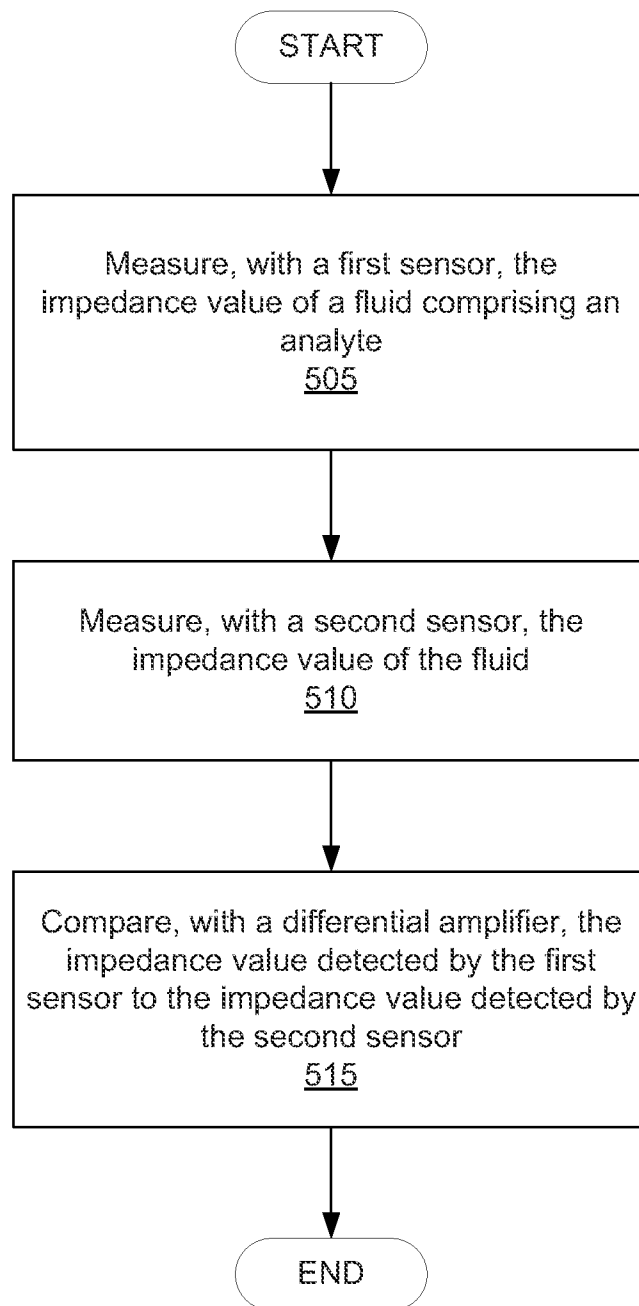 START
Measure, with a first sensor, the
impedance value of a fluid comprising an
analyte
505
Measure, with a second sensor, the
impedance value of the fluid
510
Compare, with a differential amplifier, the
impedance value detected by the first
sensor to the impedance value detected by
the second sensor
515
END